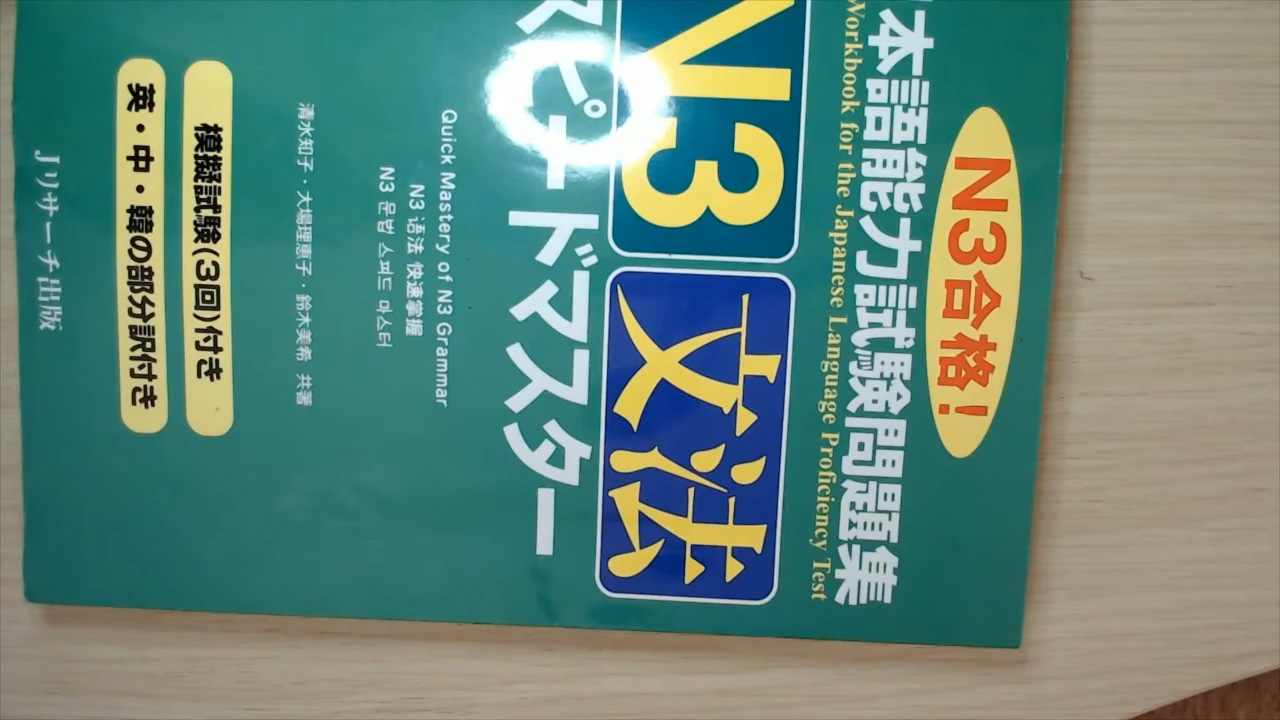 N3合格!
本語能力試験問題集
Workbook for the Japanese Language Proficiency Test
N3 文法
スピードマスター
Quick Mastery of N3 Grammar
N3 语法 快速掌握
N3 문법 스피드 마스터
清水知子・大場理恵子・鈴木美希 共著
模擬試験(3回)付き
英・中・韓の部分訳付き
Jリサーチ出版